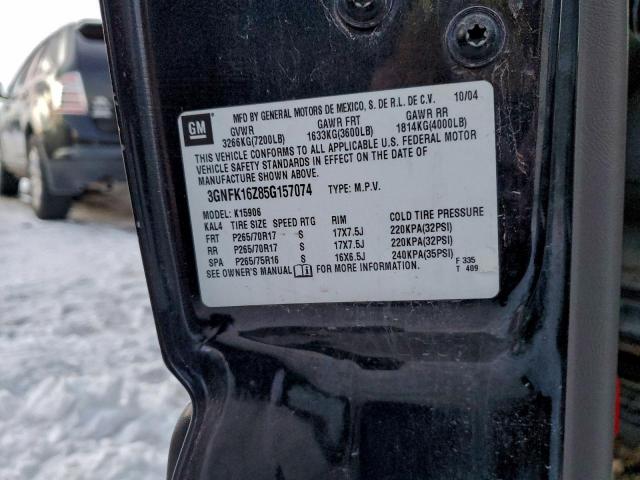 GM
MFD BY GENERAL MOTORS DE MEXICO, S. DE R.L. DE C.V. 10/04
GVWR GAWR FRT GAWR RR
3266KG(7200LB) 1633KG(3600LB) 1814KG(4000LB)
THIS VEHICLE CONFORMS TO ALL APPLICABLE U.S. FEDERAL MOTOR
VEHICLE SAFETY STANDARDS IN EFFECT ON THE DATE OF
MANUFACTURE SHOWN ABOVE.
3GNFK16Z85G157074 TYPE: M.P.V.
MODEL: K15906
KAL4 TIRE SIZE SPEED RTG RIM COLD TIRE PRESSURE
FRT P265/70R17 S 17X7.5J 220KPA(32PSI)
RR P265/70R17 S 17X7.5J 220KPA(32PSI)
SPA P265/75R16 S 16X6.5J 240KPA(35PSI)
SEE OWNER'S MANUAL FOR MORE INFORMATION.
F 335
T 409